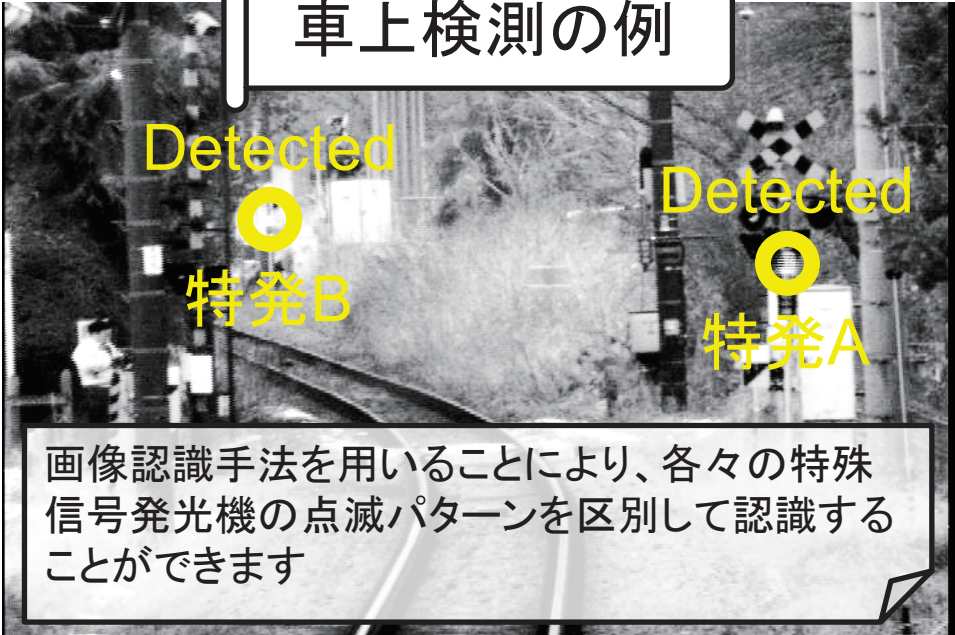 車上検測の例
Detected
特発B
Detected
特発A
画像認識手法を用いることにより、各々の特殊
信号発光機の点滅パターンを区別して認識する
ことができます